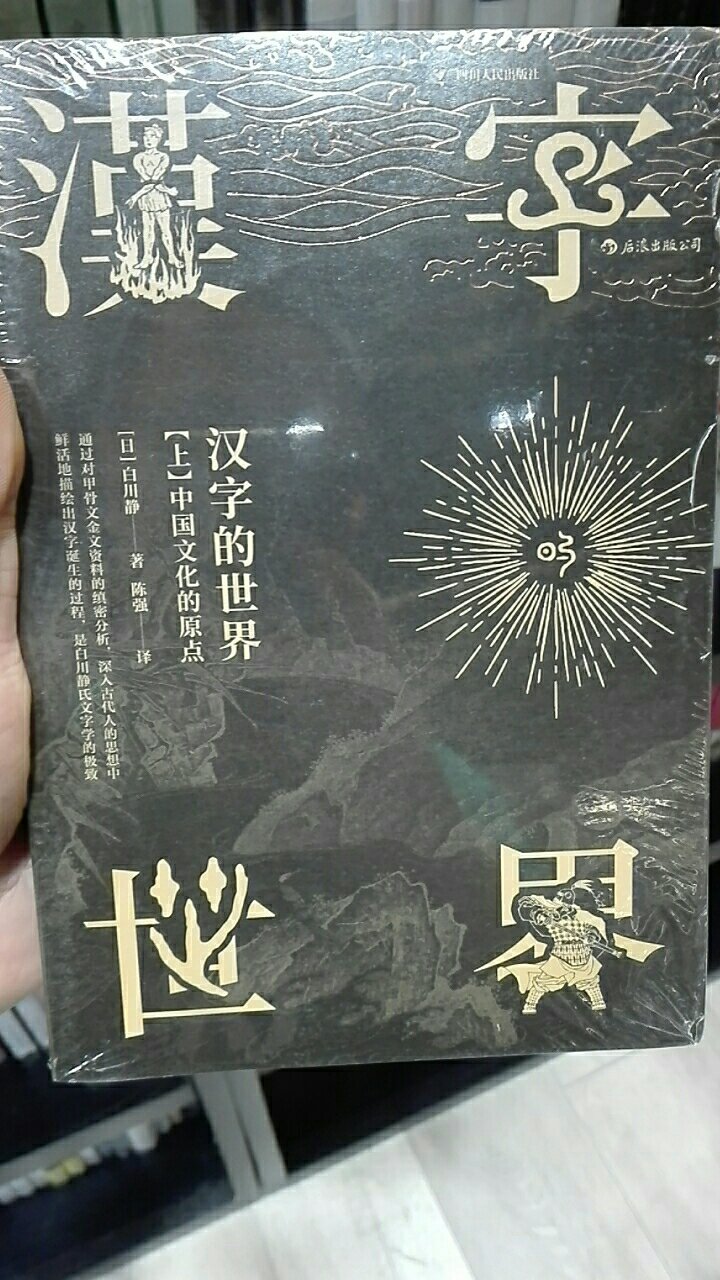 四川人民出版社
漢字
后浪出版公司
汉字的世界
【上】中国文化的原点
[日]白川静——著 陈强——译
通过对甲骨文金文资料的缜密分析，深入古代人的思想中
鲜活地描绘出汉字诞生的过程，是白川静氏文字学的极致
世界